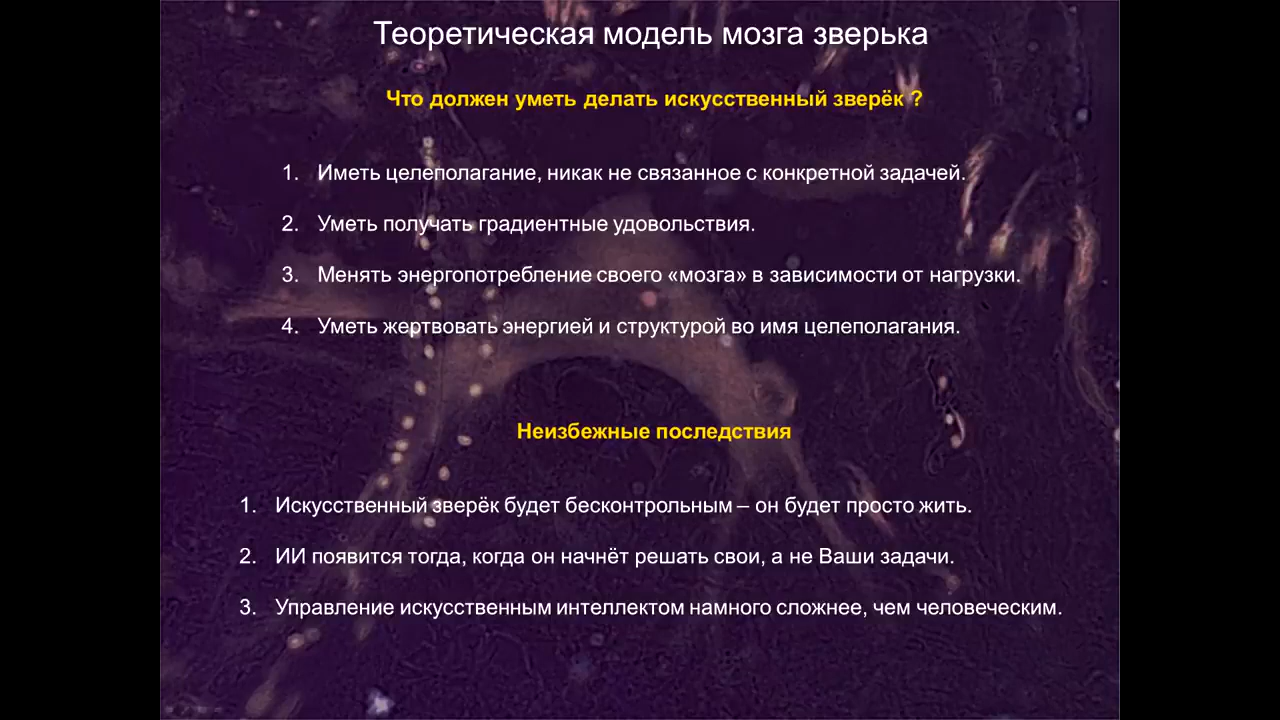 Теоретическая модель мозга зверька
Что должен уметь делать искусственный зверёк ?
1. Иметь целеполагание, никак не связанное с конкретной задачей.
2. Уметь получать градиентные удовольствия.
3. Менять энергопотребление своего «мозга» в зависимости от нагрузки.
4. Уметь жертвовать энергией и структурой во имя целеполагания.
Неизбежные последствия
1. Искусственный зверёк будет бесконтрольным – он будет просто жить.
2. ИИ появится тогда, когда он начнёт решать свои, а не Ваши задачи.
3. Управление искусственным интеллектом намного сложнее, чем человеческим.